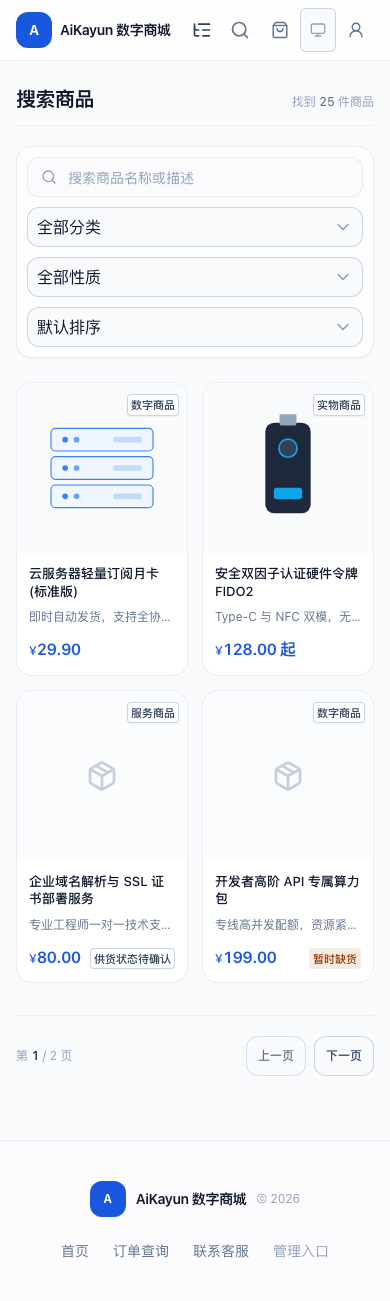 A AiKayun 数字商城
搜索商品
找到 25 件商品
搜索商品名称或描述
全部分类
全部性质
默认排序
数字商品
云服务器轻量订阅月卡
(标准版)
即时自动发货，支持全协...
¥29.90
实物商品
安全双因子认证硬件令牌
FIDO2
Type-C 与 NFC 双模，无...
¥128.00 起
服务商品
企业域名解析与 SSL 证
书部署服务
专业工程师一对一技术支...
¥80.00 供货状态待确认
数字商品
开发者高阶 API 专属算力
包
专线高并发配额，资源紧...
¥199.00 暂时缺货
第 1 / 2 页
上一页 下一页
A AiKayun 数字商城 © 2026
首页 订单查询 联系客服 管理入口